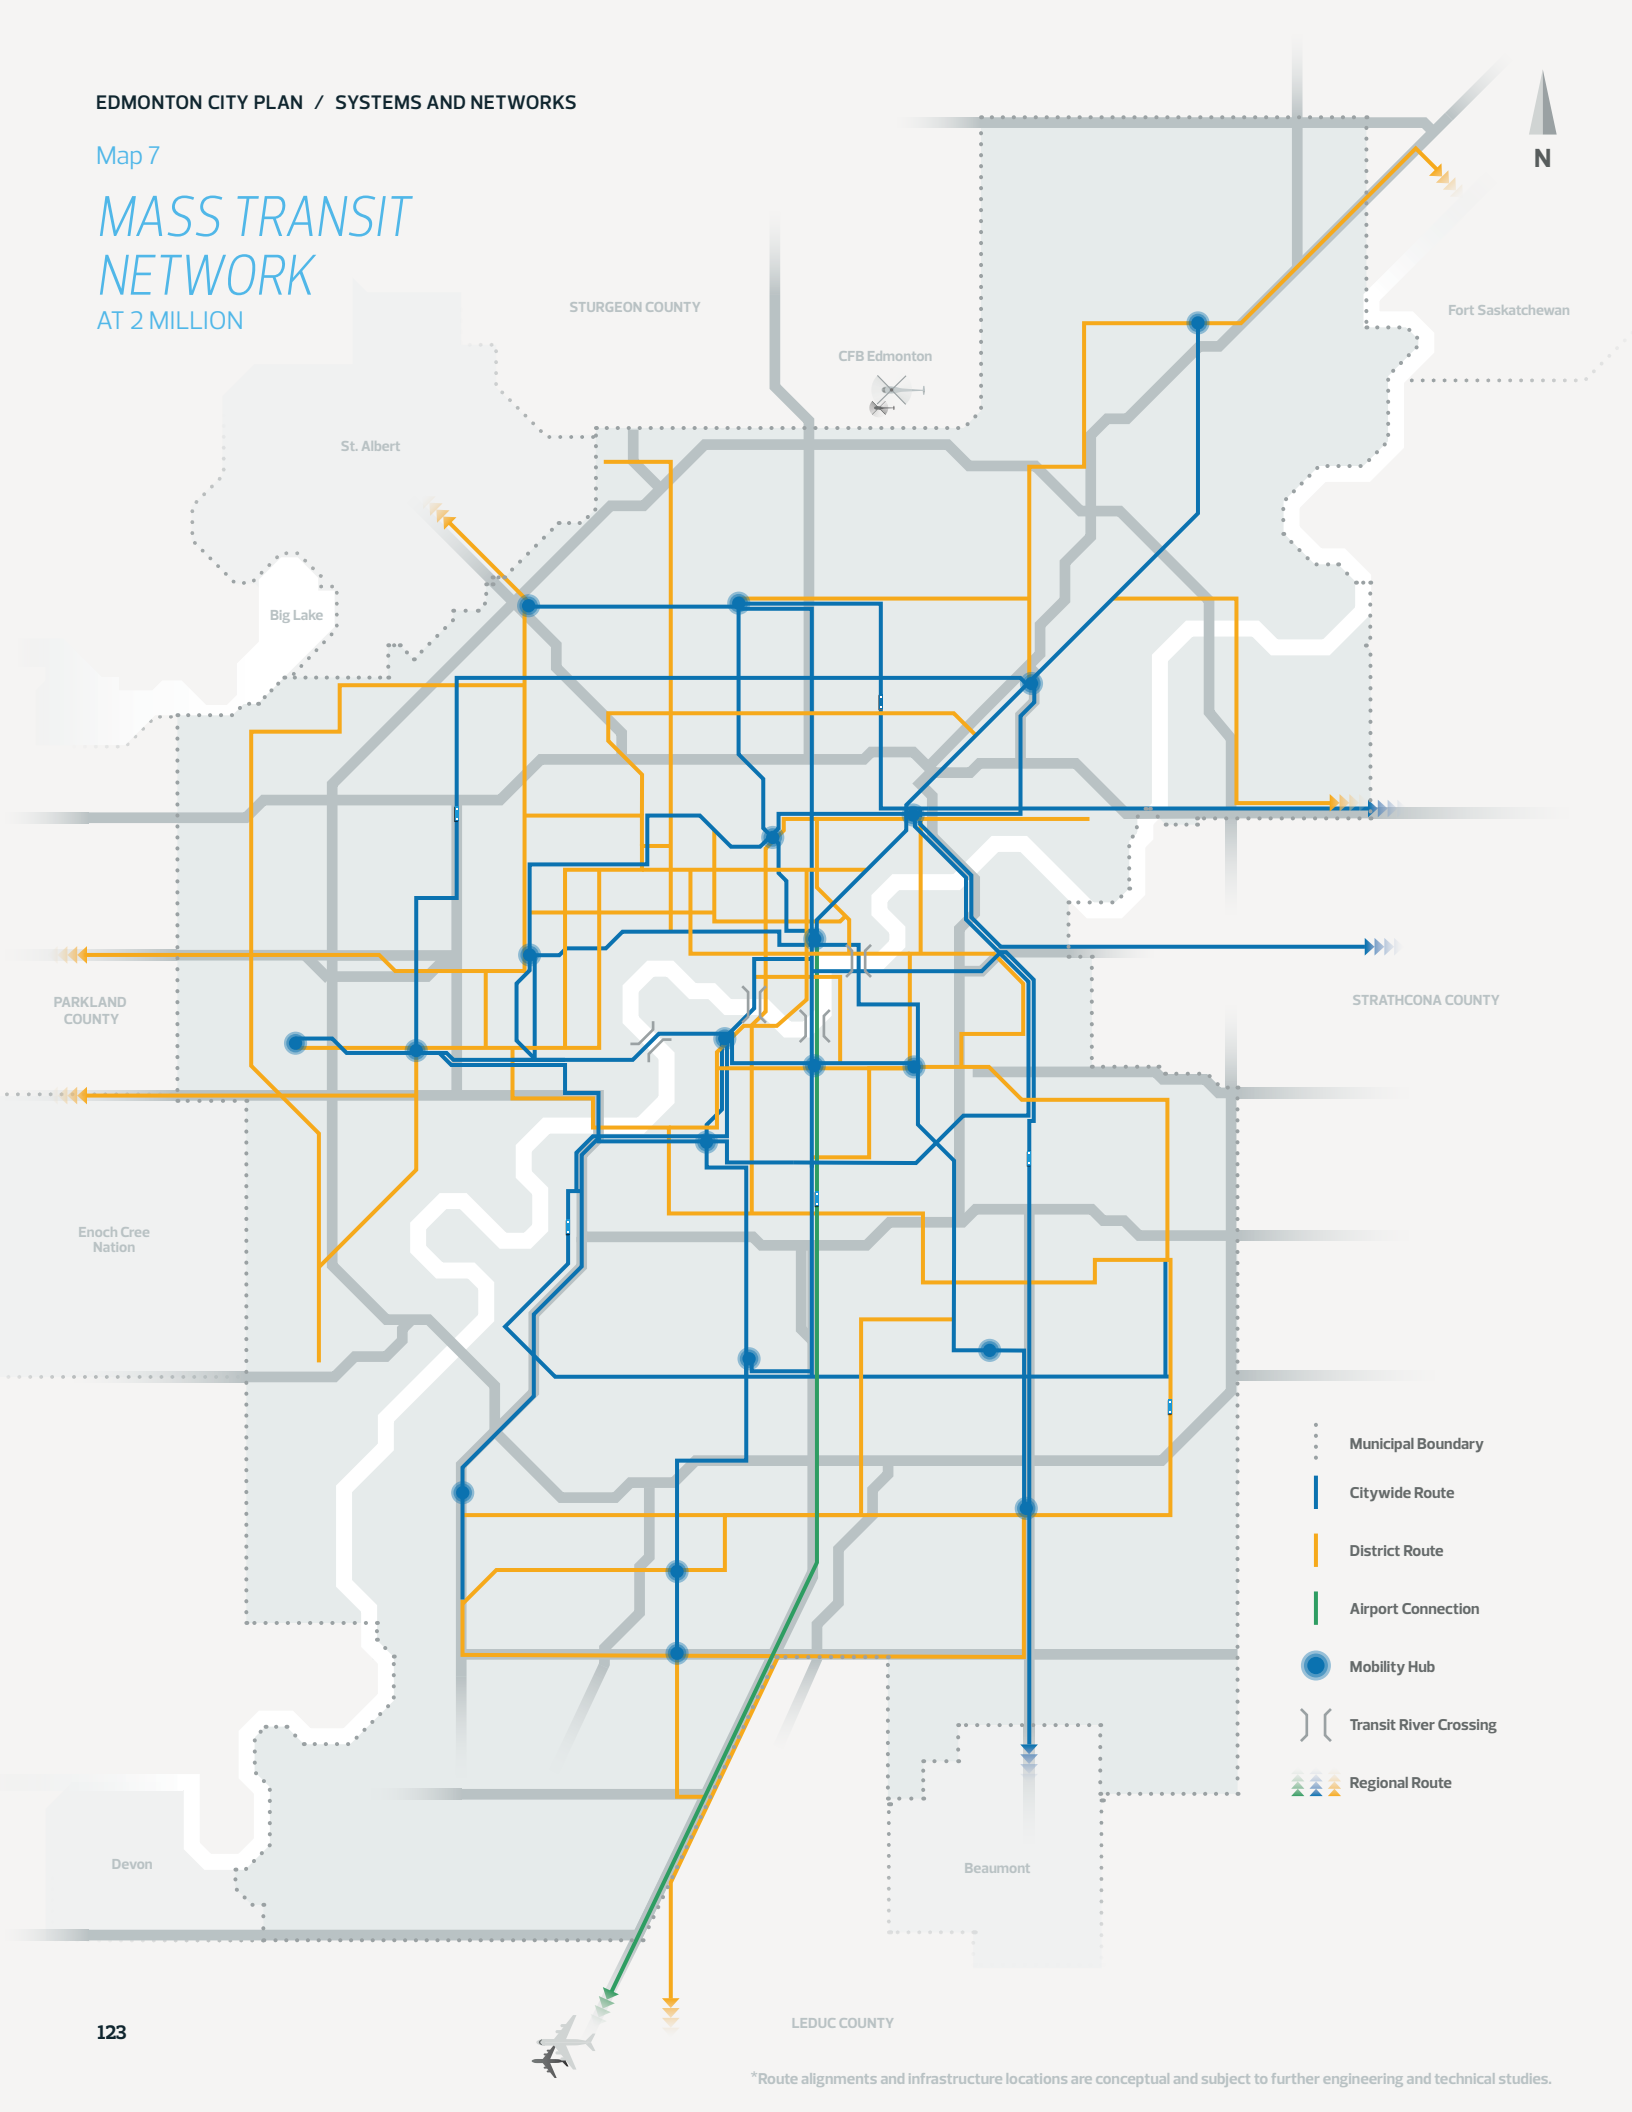 EDMONTON CITY PLAN / SYSTEMS AND NETWORKS
Map 7
MASS TRANSIT
NETWORK
AT 2 MILLION
N
STURGEON COUNTY
Fort Saskatchewan
CFB Edmonton
St. Albert
Big Lake
PARKLAND
COUNTY
STRATHCONA COUNTY
Enoch Cree
Nation
Municipal Boundary
Citywide Route
District Route
Airport Connection
Mobility Hub
Transit River Crossing
Regional Route
Devon
Beaumont
LEDUC COUNTY
123
*Route alignments and infrastructure locations are conceptual and subject to further engineering and technical studies.